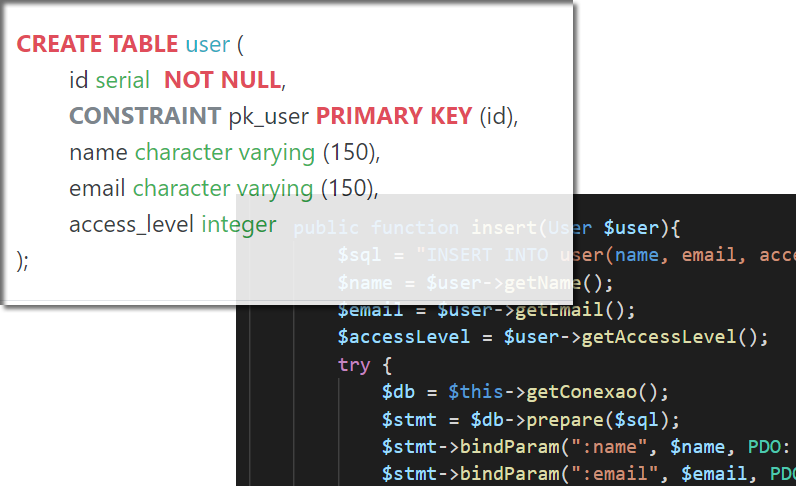 CREATE TABLE user (
id serial NOT NULL,
CONSTRAINT pk_user PRIMARY KEY (id),
name character varying (150),
email character varying (150),
access_level integer
);
public function insert(User $user){
$sql = "INSERT INTO user(name, email, acce
$name = $user->getName();
$email = $user->getEmail();
$accessLevel = $user->getAccessLevel();
try {
$db = $this->getConexao();
$stmt = $db->prepare($sql);
$stmt->bindParam(":name", $name, PDO:
$stmt->bindParam(":email", $email, PDO